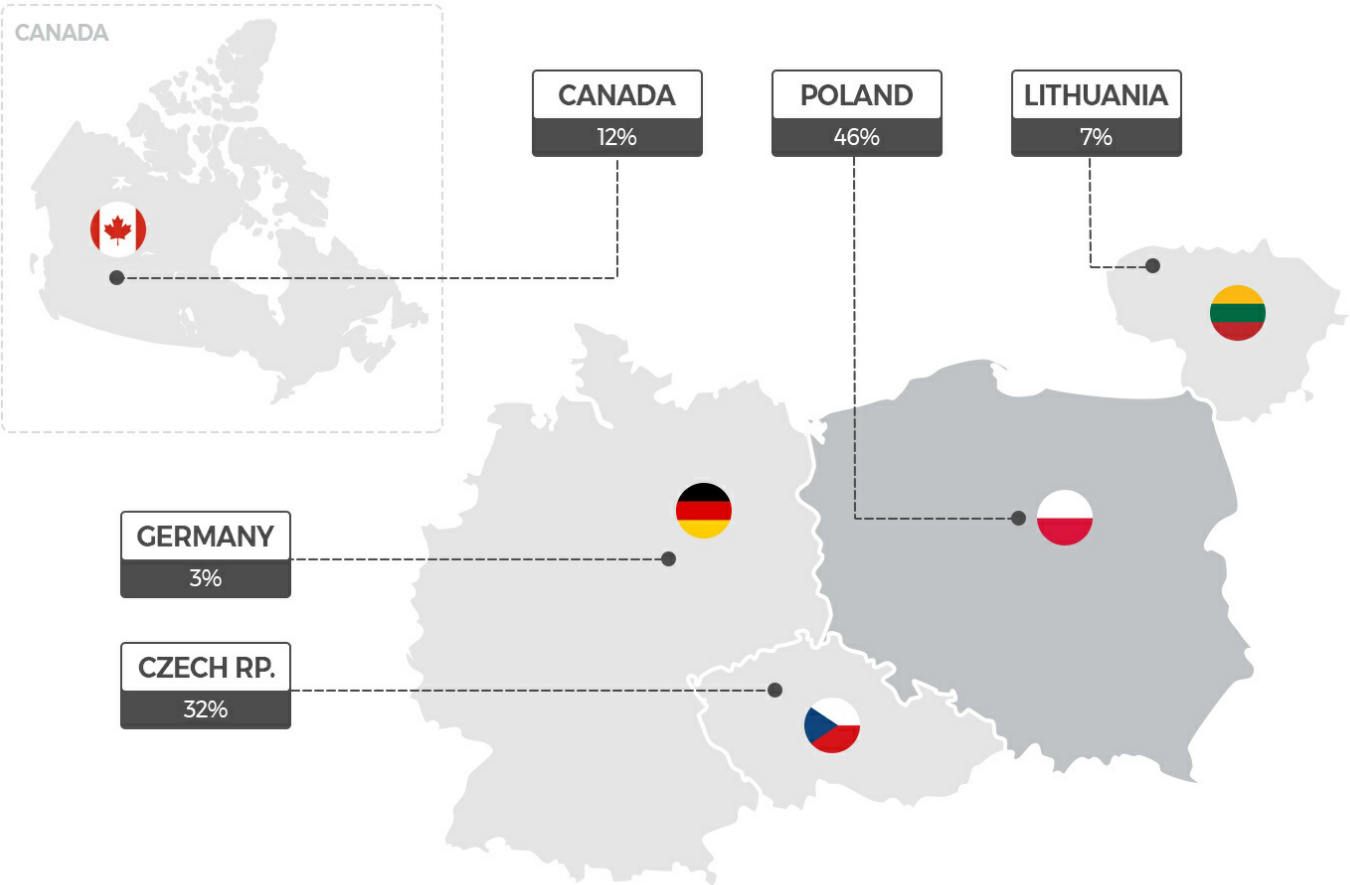 CANADA
CANADA
12%
POLAND
46%
LITHUANIA
7%
GERMANY
3%
CZECH RP.
32%